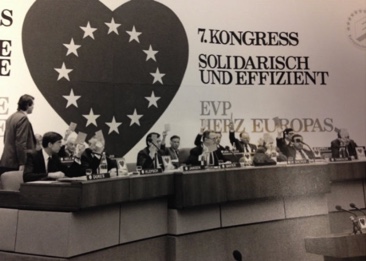 7. KONGRESS
SOLIDARISCH
UND EFFIZIENT
EVP
HERZ EUROPAS